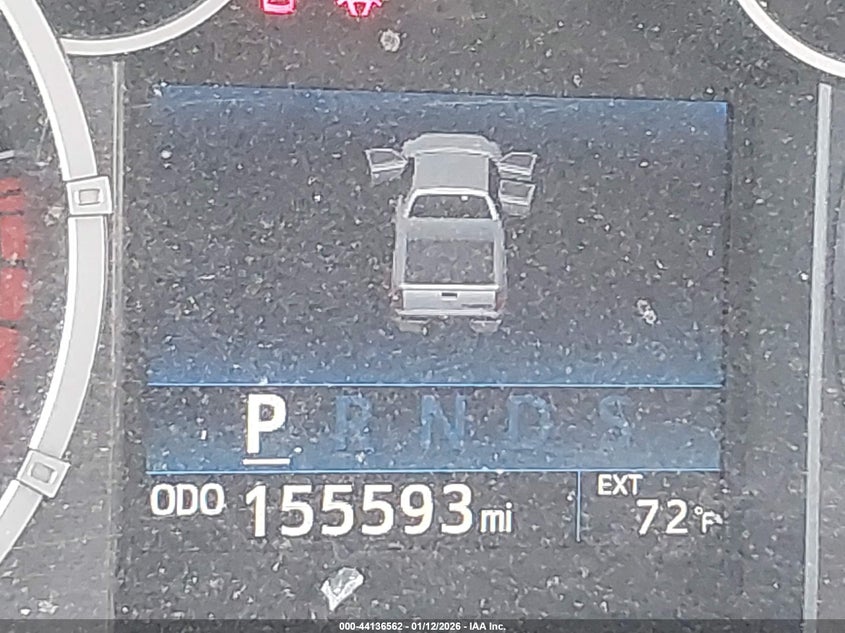 P R N D S
ODO 155593 mi
EXT
72°F
000-44136562 - 01/12/2026 - IAA Inc.